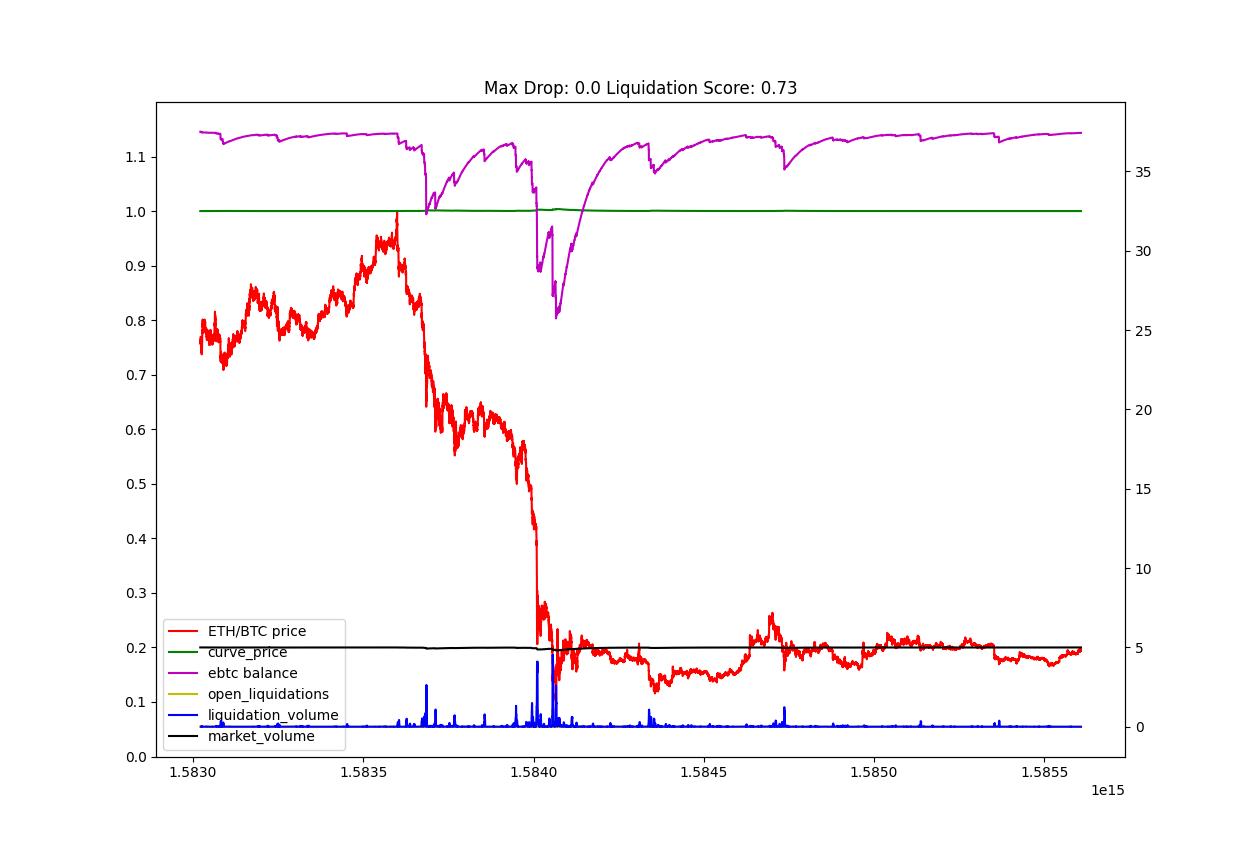 Max Drop: 0.0 Liquidation Score: 0.73
1.1
1.0
0.9
0.8
0.7
0.6
0.5
0.4
0.3
0.2
0.1
0.0
35
30
25
20
15
10
5
0
ETH/BTC price
curve_price
ebtc balance
open_liquidations
liquidation_volume
market_volume
1.5830 1.5835 1.5840 1.5845 1.5850 1.5855
1e15